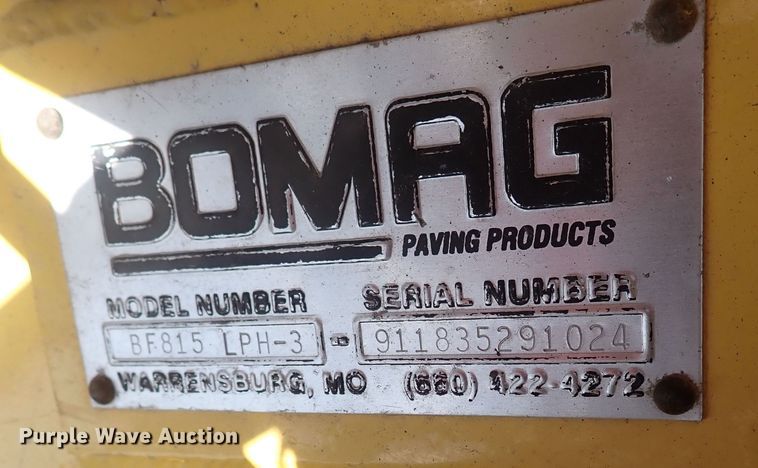 BOMAG
PAVING PRODUCTS
MODEL NUMBER SERIAL NUMBER
BF815 LPH-3 - 911835291024
WARRENSBURG, MO (660) 422-4272
Purple Wave Auction